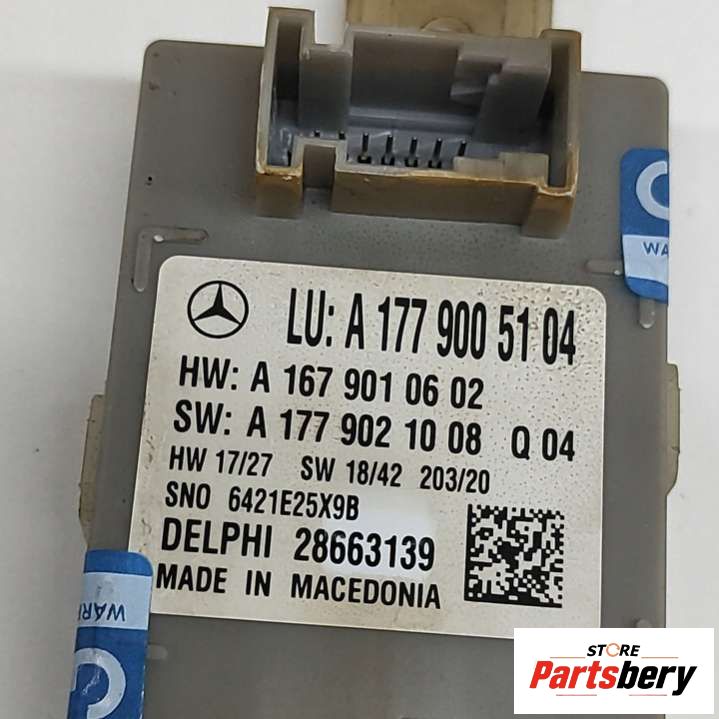 LU: A 177 900 51 04
HW: A 167 901 06 02
SW: A 177 902 10 08 Q 04
HW 17/27 SW 18/42 203/20
SNO 6421E25X9B
DELPHI 28663139
MADE IN MACEDONIA
STORE
Partsbery